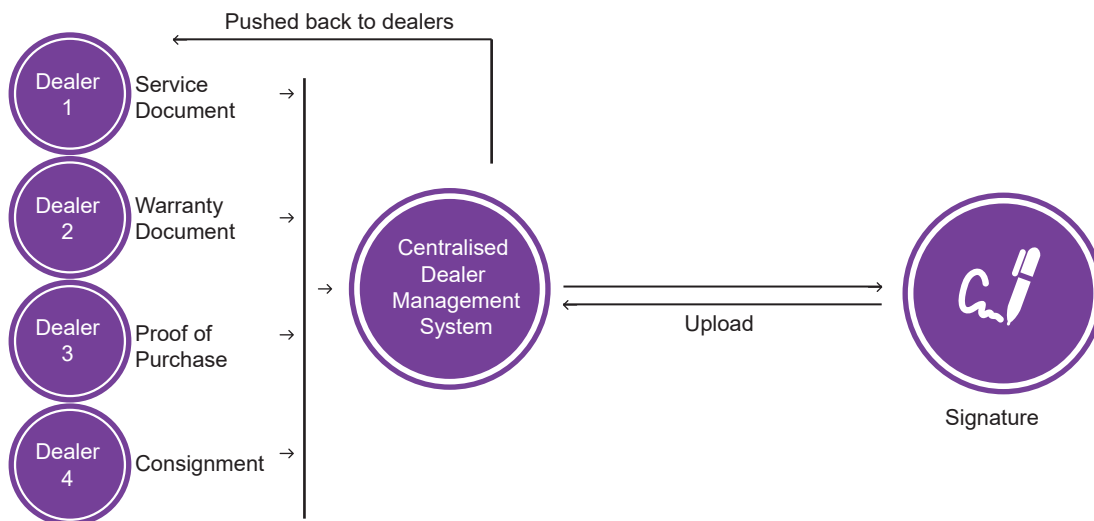 Pushed back to dealers
Dealer
1
Service
Document
Dealer
2
Warranty
Document
Dealer
3
Proof of
Purchase
Dealer
4
Consignment
Centralised
Dealer
Management
System
Upload
Signature